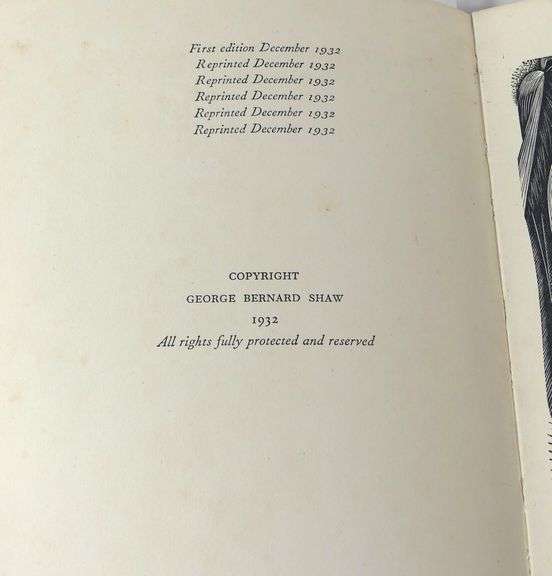 First edition December 1932
Reprinted December 1932
Reprinted December 1932
Reprinted December 1932
Reprinted December 1932
Reprinted December 1932
COPYRIGHT
GEORGE BERNARD SHAW
1932
All rights fully protected and reserved